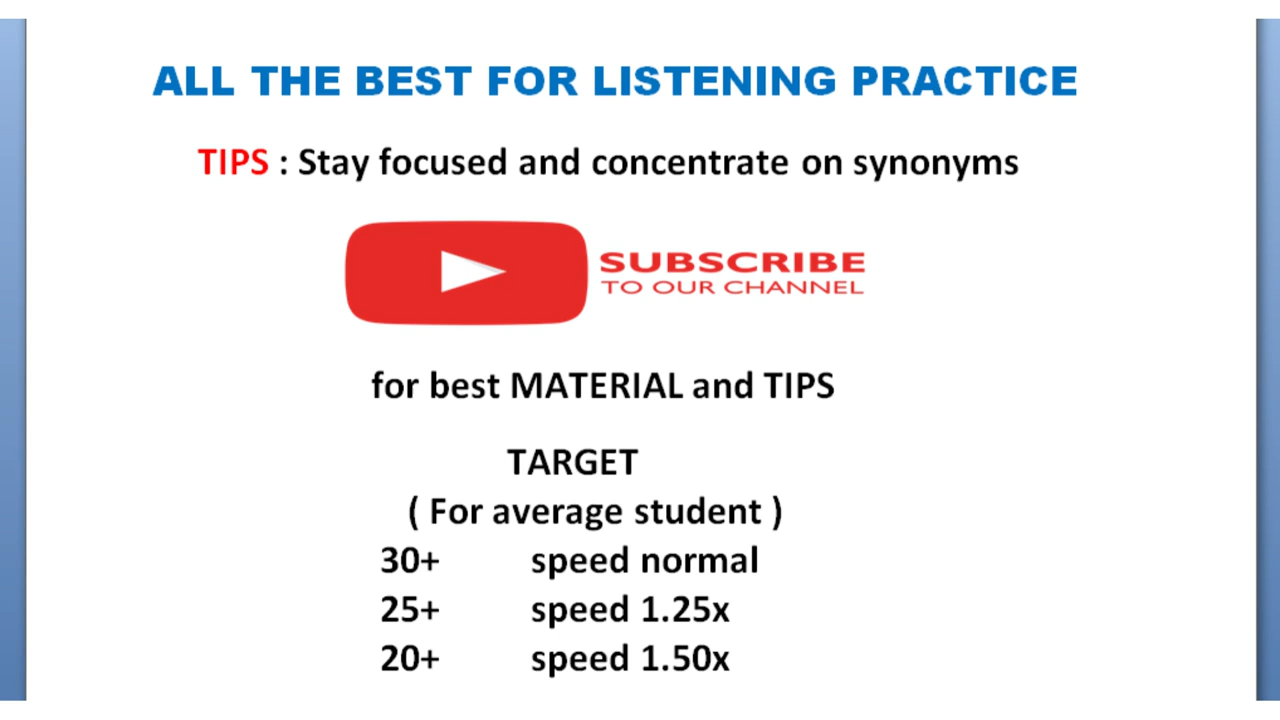 ALL THE BEST FOR LISTENING PRACTICE
TIPS : Stay focused and concentrate on synonyms
SUBSCRIBE
TO OUR CHANNEL
for best MATERIAL and TIPS
TARGET
( For average student )
30+ speed normal
25+ speed 1.25x
20+ speed 1.50x